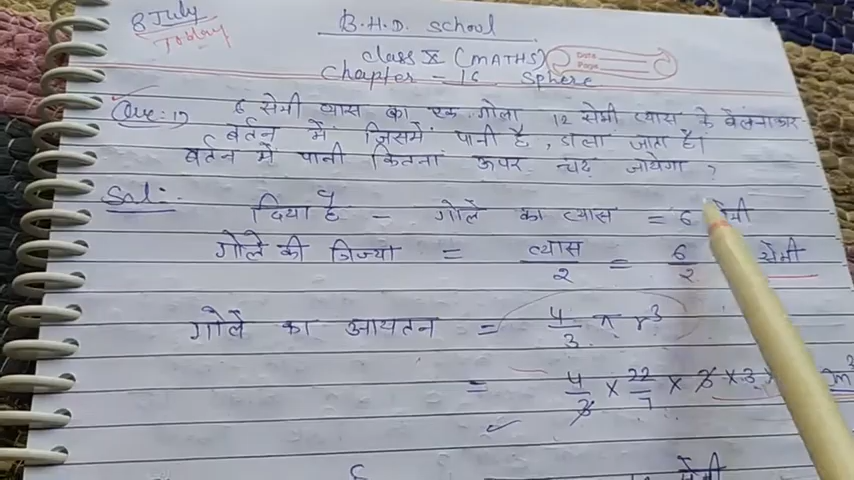 8 July
Today
B.H.D. School
Class X (MATHS)
Date
Page
Chapter - 16 Sphere
Que: 17 6 सेमी व्यास का एक गोला, 12 सेमी व्यास के बेलनाकार
बर्तन में जिसमें पानी है, डाला जाता है।
बर्तन में पानी कितना ऊपर चढ़ जायेगा ?
Sol:-
दिया है - गोले का व्यास = 6 सेमी
गोले की त्रिज्या = व्यास/2 = 6/2 सेमी
गोले का आयतन = 4/3 π r³
= 4/3 × 22/7 × 3 × 3 ×